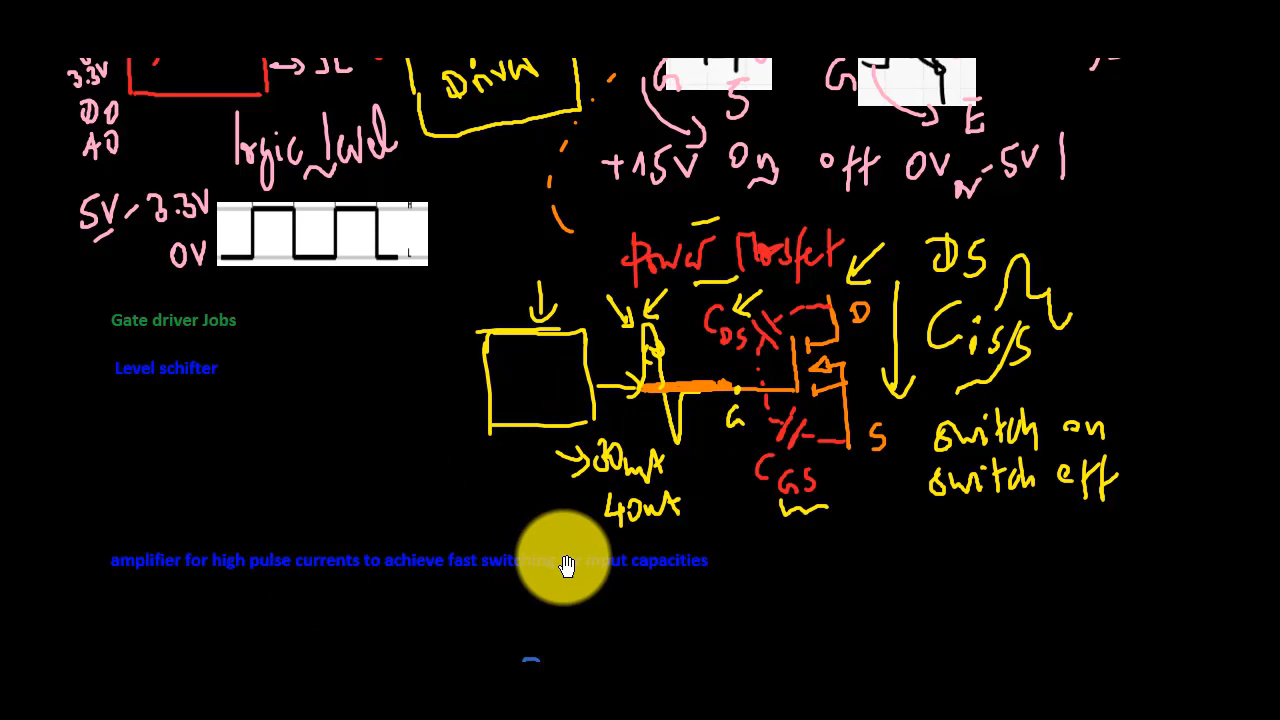 3.3V
DO
AO
Driver
G
S
G
E
logic level
+15V On off 0V -5V
5V - 3.3V
H
0V
L
power Mosfet
DS
Gate driver Jobs
CDS
D
Ciss
Level schifter
G
S
switch on
30mA
CGS
switch off
40mA
amplifier for high pulse currents to achieve fast switching input capacities